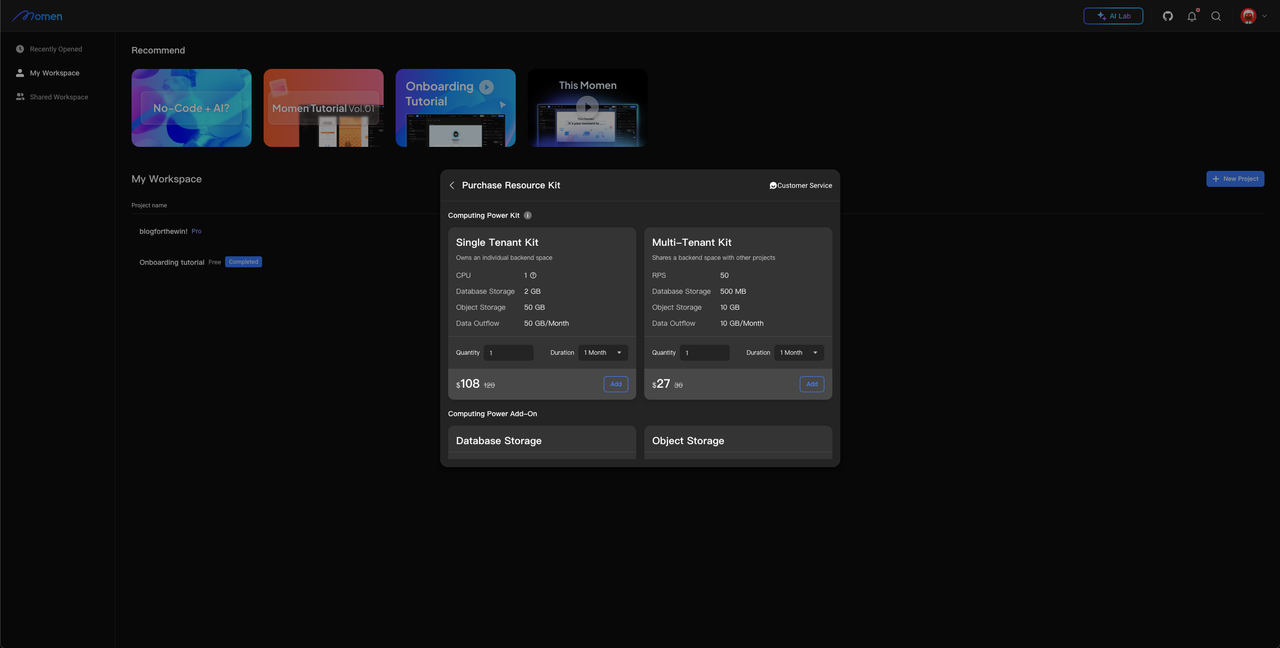 Momen
AI Lab
Recently Opened
My Workspace
Shared Workspace
Recommend
No-Code + AI?
Momen Tutorial Vol.01
Onboarding
Tutorial
This Momen
My Workspace
New Project
Project name
blogforthewin! Pro
Onboarding tutorial Free Completed
Purchase Resource Kit
Customer Service
Computing Power Kit
Single Tenant Kit
Owns an individual backend space
CPU 1
Database Storage 2 GB
Object Storage 50 GB
Data Outflow 50 GB/Month
Quantity 1 Duration 1 Month
$108 120 Add
Multi-Tenant Kit
Shares a backend space with other projects
RPS 50
Database Storage 500 MB
Object Storage 10 GB
Data Outflow 10 GB/Month
Quantity 1 Duration 1 Month
$27 30 Add
Computing Power Add-On
Database Storage
Object Storage